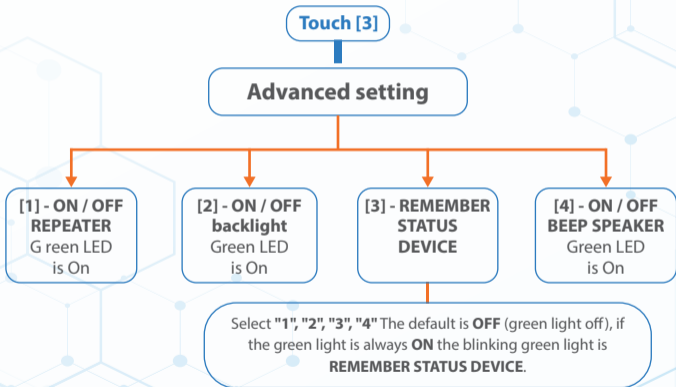 Touch [3]
Advanced setting
[1] - ON / OFF
REPEATER
G reen LED
is On
[2] - ON / OFF
backlight
Green LED
is On
[3] - REMEMBER
STATUS
DEVICE
[4] - ON / OFF
BEEP SPEAKER
Green LED
is On
Select "1", "2", "3", "4" The default is OFF (green light off), if
the green light is always ON the blinking green light is
REMEMBER STATUS DEVICE.